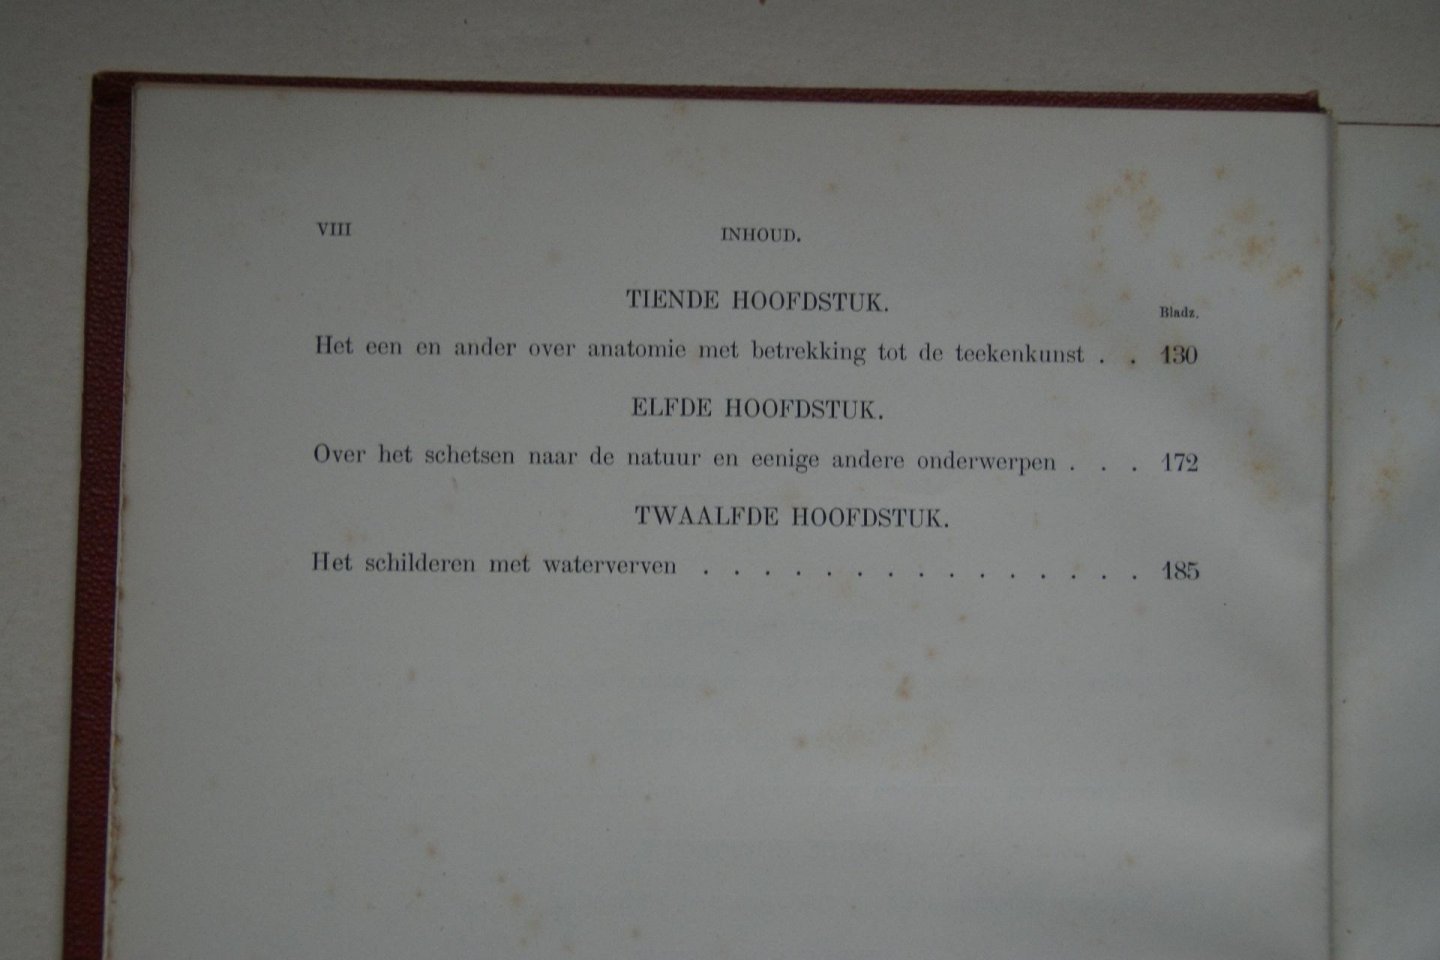 VIII INHOUD.
TIENDE HOOFDSTUK.
Bladz.
Het een en ander over anatomie met betrekking tot de teekenkunst . . 130
ELFDE HOOFDSTUK.
Over het schetsen naar de natuur en eenige andere onderwerpen . . . 172
TWAALFDE HOOFDSTUK.
Het schilderen met waterverven . . . . . . . . . . . . . . . 185